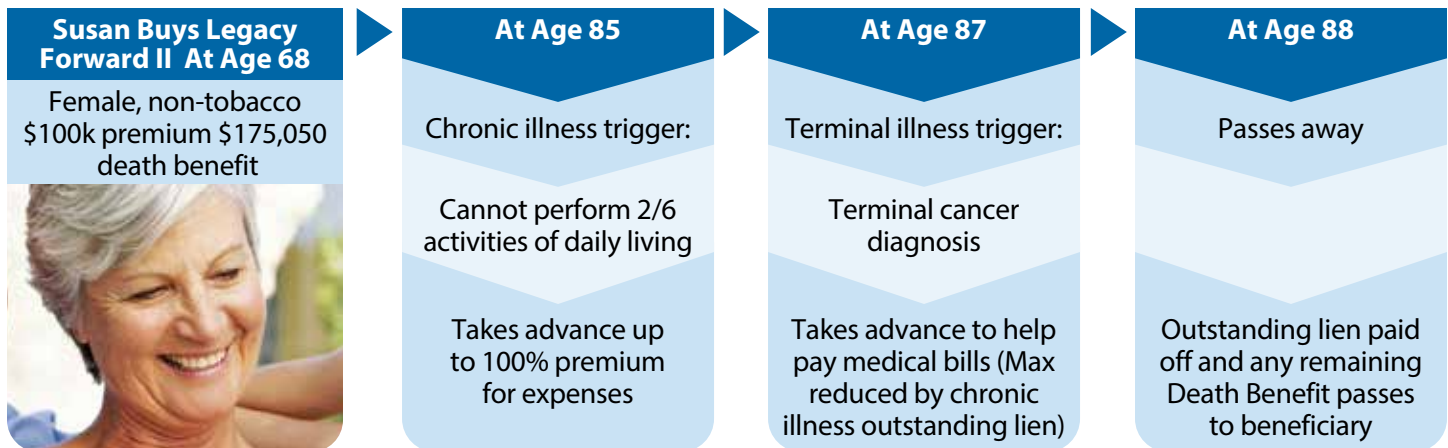 Susan Buys Legacy
Forward II At Age 68
Female, non-tobacco
$100k premium $175,050
death benefit
At Age 85
Chronic illness trigger:
Cannot perform 2/6
activities of daily living
Takes advance up
to 100% premium
for expenses
At Age 87
Terminal illness trigger:
Terminal cancer
diagnosis
Takes advance to help
pay medical bills (Max
reduced by chronic
illness outstanding lien)
At Age 88
Passes away
Outstanding lien paid
off and any remaining
Death Benefit passes
to beneficiary